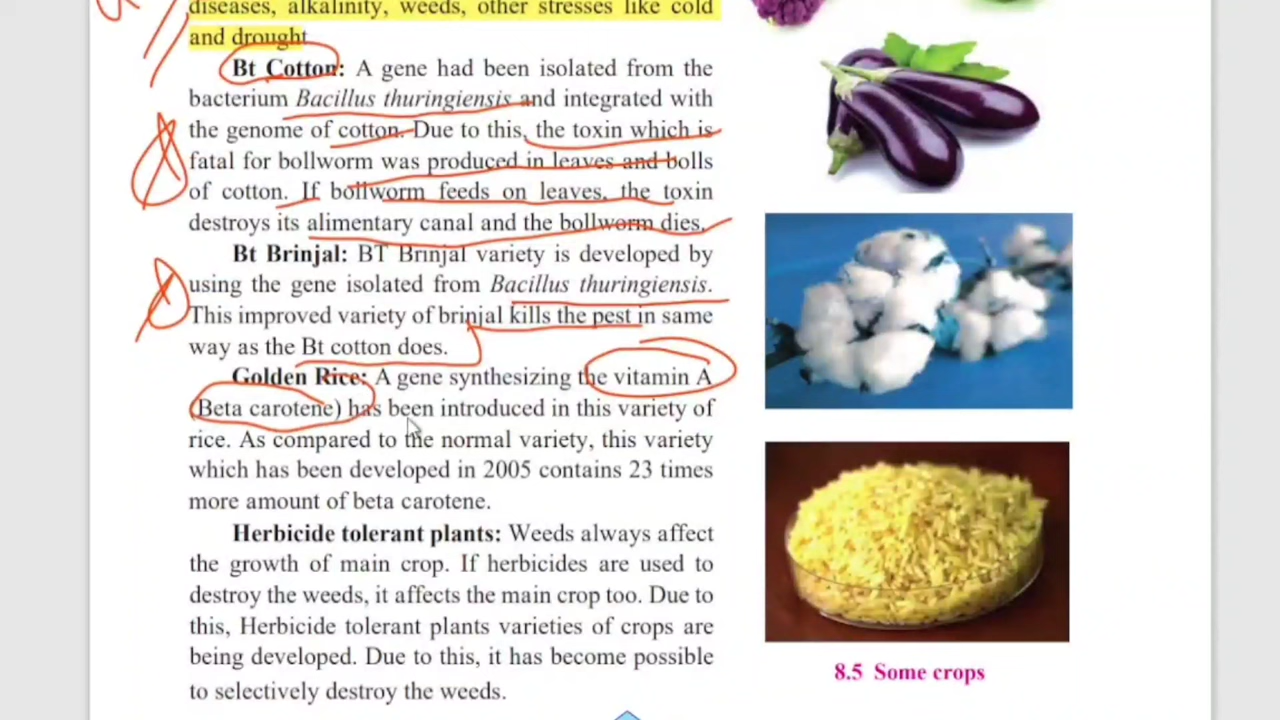 diseases, alkalinity, weeds, other stresses like cold
and drought
Bt Cotton: A gene had been isolated from the
bacterium Bacillus thuringiensis and integrated with
the genome of cotton. Due to this, the toxin which is
fatal for bollworm was produced in leaves and bolls
of cotton. If bollworm feeds on leaves, the toxin
destroys its alimentary canal and the bollworm dies.
Bt Brinjal: BT Brinjal variety is developed by
using the gene isolated from Bacillus thuringiensis.
This improved variety of brinjal kills the pest in same
way as the Bt cotton does.
Golden Rice: A gene synthesizing the vitamin A
(Beta carotene) has been introduced in this variety of
rice. As compared to the normal variety, this variety
which has been developed in 2005 contains 23 times
more amount of beta carotene.
Herbicide tolerant plants: Weeds always affect
the growth of main crop. If herbicides are used to
destroy the weeds, it affects the main crop too. Due to
this, Herbicide tolerant plants varieties of crops are
being developed. Due to this, it has become possible
to selectively destroy the weeds.
8.5 Some crops